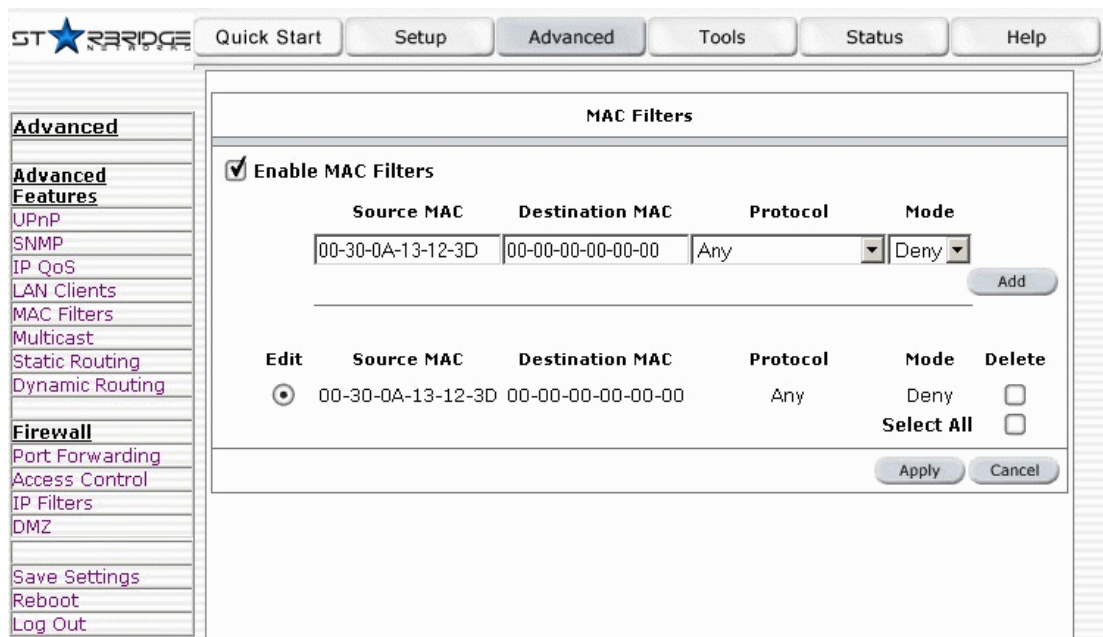 STARBRIDGE
NETWORKS
Quick Start
Setup
Advanced
Tools
Status
Help
Advanced
Advanced
Features
UPnP
SNMP
IP QoS
LAN Clients
MAC Filters
Multicast
Static Routing
Dynamic Routing
Firewall
Port Forwarding
Access Control
IP Filters
DMZ
Save Settings
Reboot
Log Out
MAC Filters
Enable MAC Filters
Source MAC Destination MAC Protocol Mode
00-30-0A-13-12-3D 00-00-00-00-00-00 Any Deny
Add
Edit Source MAC Destination MAC Protocol Mode Delete
00-30-0A-13-12-3D 00-00-00-00-00-00 Any Deny
Select All
Apply Cancel